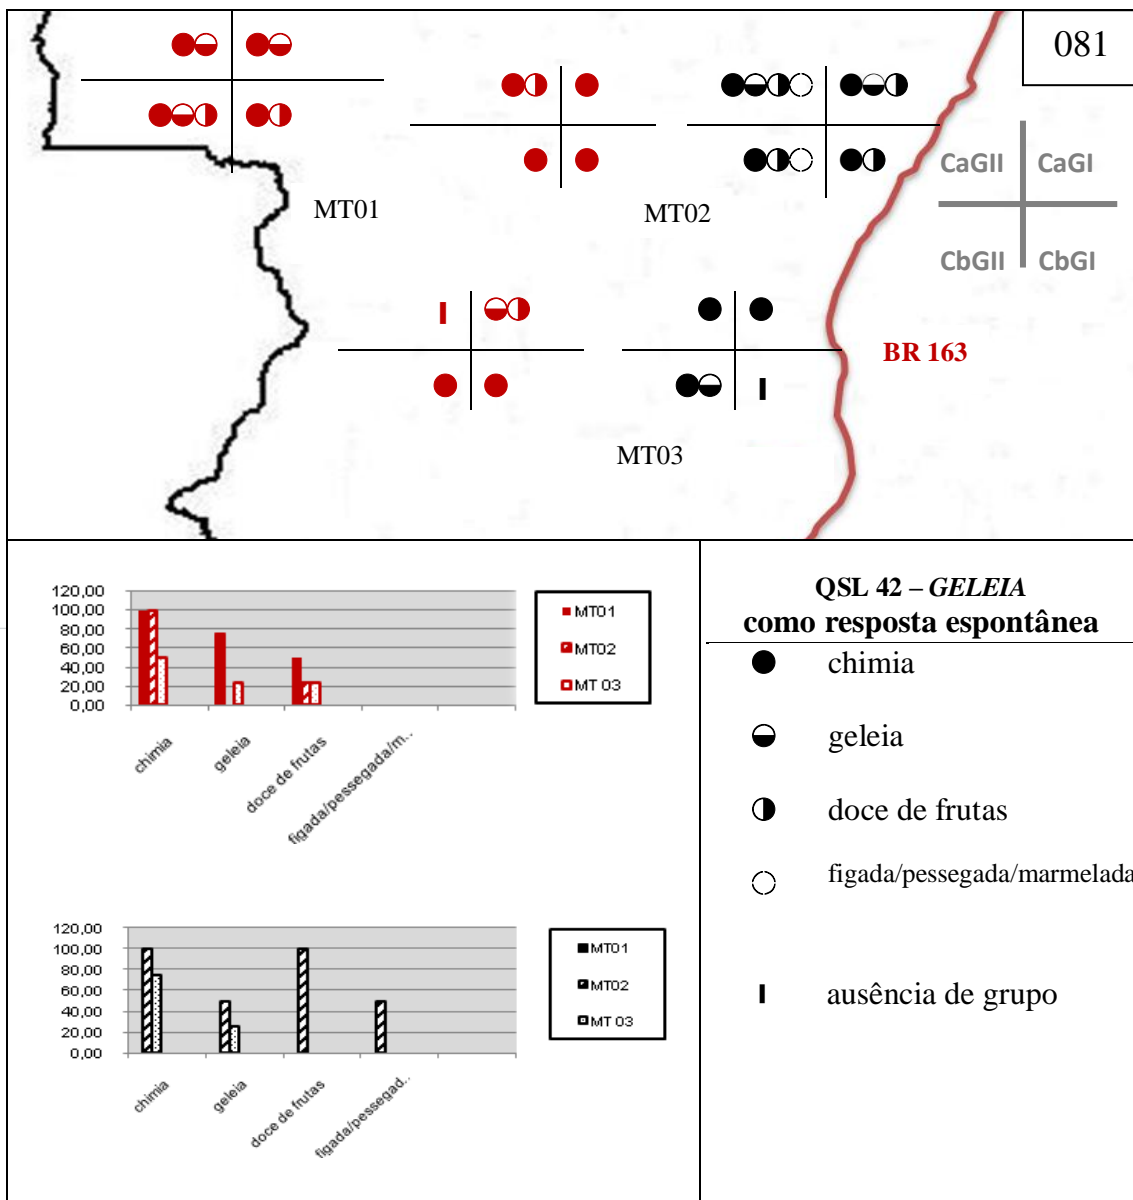 081
CaGII CaGI
CbGII CbGI
MT01
MT02
BR 163
MT03
120,00
100,00
80,00
60,00
40,00
20,00
0,00
chimia
geleia
doce de frutas
figada/pessegada/m..
MT01
MT02
MT 03
120,00
100,00
80,00
60,00
40,00
20,00
0,00
chimia
geleia
doce de frutas
figada/pessegad..
MT01
MT02
MT 03
QSL 42 – GELEIA
como resposta espontânea
chimia
geleia
doce de frutas
figada/pessegada/marmelada
ausência de grupo